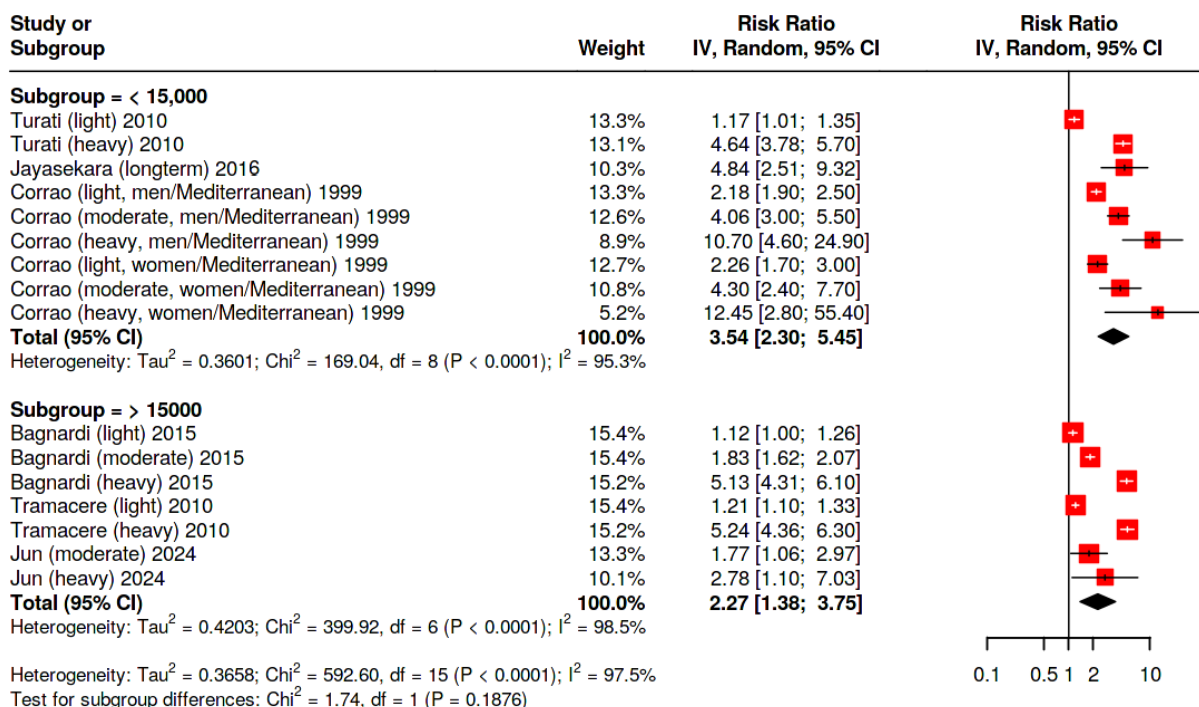 Study or Risk Ratio Risk Ratio
Subgroup Weight IV, Random, 95% CI IV, Random, 95% CI
Subgroup = < 15,000
Turati (light) 2010 13.3% 1.17 [1.01; 1.35]
Turati (heavy) 2010 13.1% 4.64 [3.78; 5.70]
Jayasekara (longterm) 2016 10.3% 4.84 [2.51; 9.32]
Corrao (light, men/Mediterranean) 1999 13.3% 2.18 [1.90; 2.50]
Corrao (moderate, men/Mediterranean) 1999 12.6% 4.06 [3.00; 5.50]
Corrao (heavy, men/Mediterranean) 1999 8.9% 10.70 [4.60; 24.90]
Corrao (light, women/Mediterranean) 1999 12.7% 2.26 [1.70; 3.00]
Corrao (moderate, women/Mediterranean) 1999 10.8% 4.30 [2.40; 7.70]
Corrao (heavy, women/Mediterranean) 1999 5.2% 12.45 [2.80; 55.40]
Total (95% CI) 100.0% 3.54 [2.30; 5.45]
Heterogeneity: Tau² = 0.3601; Chi² = 169.04, df = 8 (P < 0.0001); I² = 95.3%
Subgroup = > 15000
Bagnardi (light) 2015 15.4% 1.12 [1.00; 1.26]
Bagnardi (moderate) 2015 15.4% 1.83 [1.62; 2.07]
Bagnardi (heavy) 2015 15.2% 5.13 [4.31; 6.10]
Tramacere (light) 2010 15.4% 1.21 [1.10; 1.33]
Tramacere (heavy) 2010 15.2% 5.24 [4.36; 6.30]
Jun (moderate) 2024 13.3% 1.77 [1.06; 2.97]
Jun (heavy) 2024 10.1% 2.78 [1.10; 7.03]
Total (95% CI) 100.0% 2.27 [1.38; 3.75]
Heterogeneity: Tau² = 0.4203; Chi² = 399.92, df = 6 (P < 0.0001); I² = 98.5%
Heterogeneity: Tau² = 0.3658; Chi² = 592.60, df = 15 (P < 0.0001); I² = 97.5%
0.1 0.5 1 2 10
Test for subgroup differences: Chi² = 1.74, df = 1 (P = 0.1876)